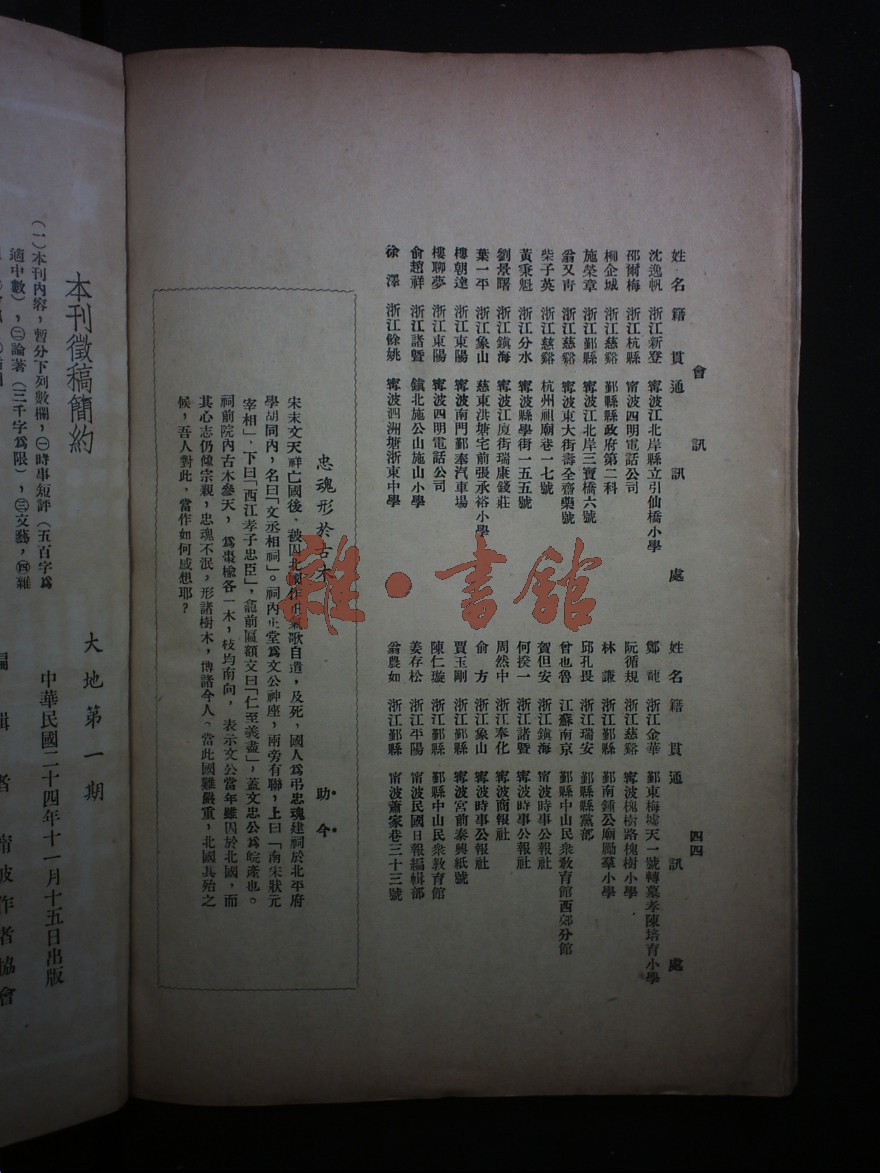 會訊
四四
姓名 籍貫 通訊處
沈逸帆 浙江新登 寗波江北岸縣立引仙橋小學
邵爾梅 浙江杭縣 甯波四明電話公司
柳企城 浙江慈谿 鄞縣縣政府第二科
施榮章 浙江鄞縣 寗波江北岸三寶橋六號
翁又青 浙江慈谿 寗波東大街壽全齋藥號
柴子英 浙江慈谿 杭州祖廟巷一七號
黃秉魁 浙江分水 寗波縣學街一五五號
劉景曙 浙江鎮海 寗波江廈街瑞康錢莊
葉一平 浙江象山 慈東洪塘宅前張承裕小學
樓朝達 浙江東陽 寗波南門鄞奉汽車場
樓聊夢 浙江東陽 寗波四明電話公司
俞趙祥 浙江諸暨 鎮北施公山施山小學
徐澤 浙江餘姚 寗波泗洲塘浙東中學
姓名 籍貫 通訊處
鄭龍 浙江金華 鄞東梅墟天一號轉墓孝陳培育小學
阮循規 浙江慈谿 寗波槐樹路槐樹小學
林謙 浙江鄞縣 鄞南鍾公廟勵羣小學
邱孔畏 浙江瑞安 鄞縣縣黨部
曾也魯 江蘇南京 鄞縣中山民衆教育館西郊分館
賀但安 浙江鎮海 甯波時事公報社
何揆一 浙江諸暨 寗波時事公報社
周然中 浙江奉化 寗波商報社
俞方 浙江象山 寗波時事公報社
賈玉剛 浙江鄞縣 寗波宮前泰興紙號
陳仁璇 浙江鄞縣 鄞縣中山民衆教育館
姜存松 浙江平陽 甯波民國日報編輯部
翁農如 浙江鄞縣 甯波蕭家巷三十三號
忠魂形於古木
助今
宋末文天祥亡國後，被囚北國作正氣歌自遣，及死，國人爲弔忠魂建祠於北平府
學胡同內，名曰「文丞相祠」。祠內止堂爲文公神座，兩旁有聯，上曰「南宋狀元
宰相」，下曰「西江孝子忠臣」，龕前匾額文曰「仁至義盡」，蓋文忠公爲皖產也。
祠前院內古木參天，爲棗楡各一木，枝均南向，表示文公當年雖囚於北國，而
其心志仍傢宗親，忠魂不泯，形諸樹木，傳諸今人。當此國難嚴重，北國其殆之
候，吾人對此，當作如何感想耶？
雜·書館
本刊徵稿簡約
（一）本刊內容，暫分下列數欄，㊀時事短評（五百字爲
適中數），㊁論著（三千字爲限），㊂文藝，㊃雜
大地第一期
中華民國二十四年十一月十五日出版
編輯者 甯波作者協會